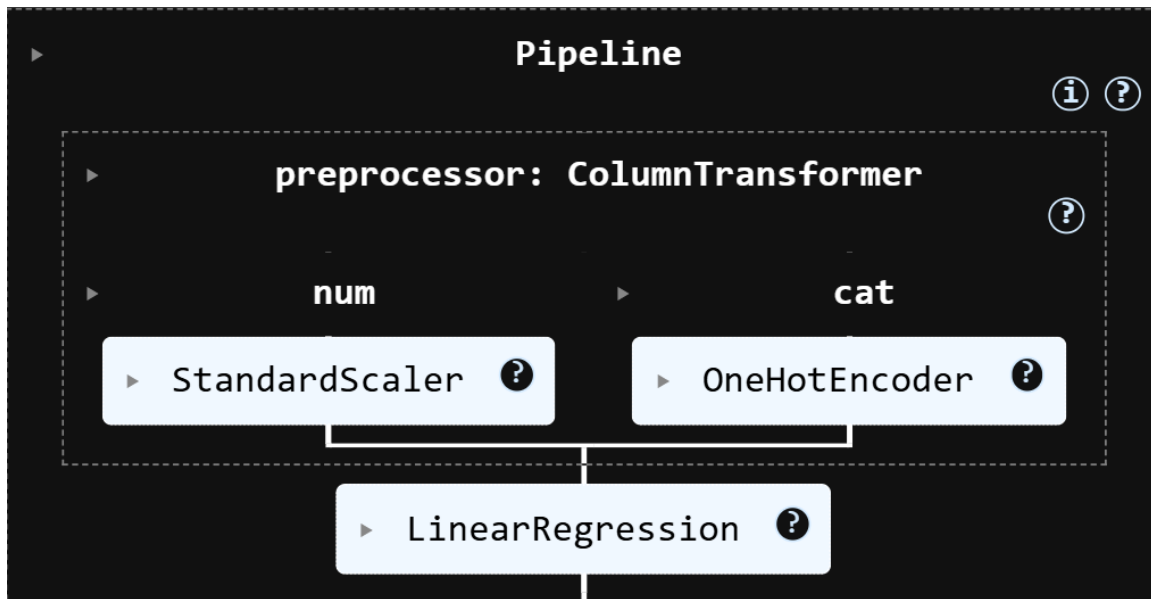 Pipeline
i ?
preprocessor: ColumnTransformer
?
num cat
StandardScaler ? OneHotEncoder ?
LinearRegression ?